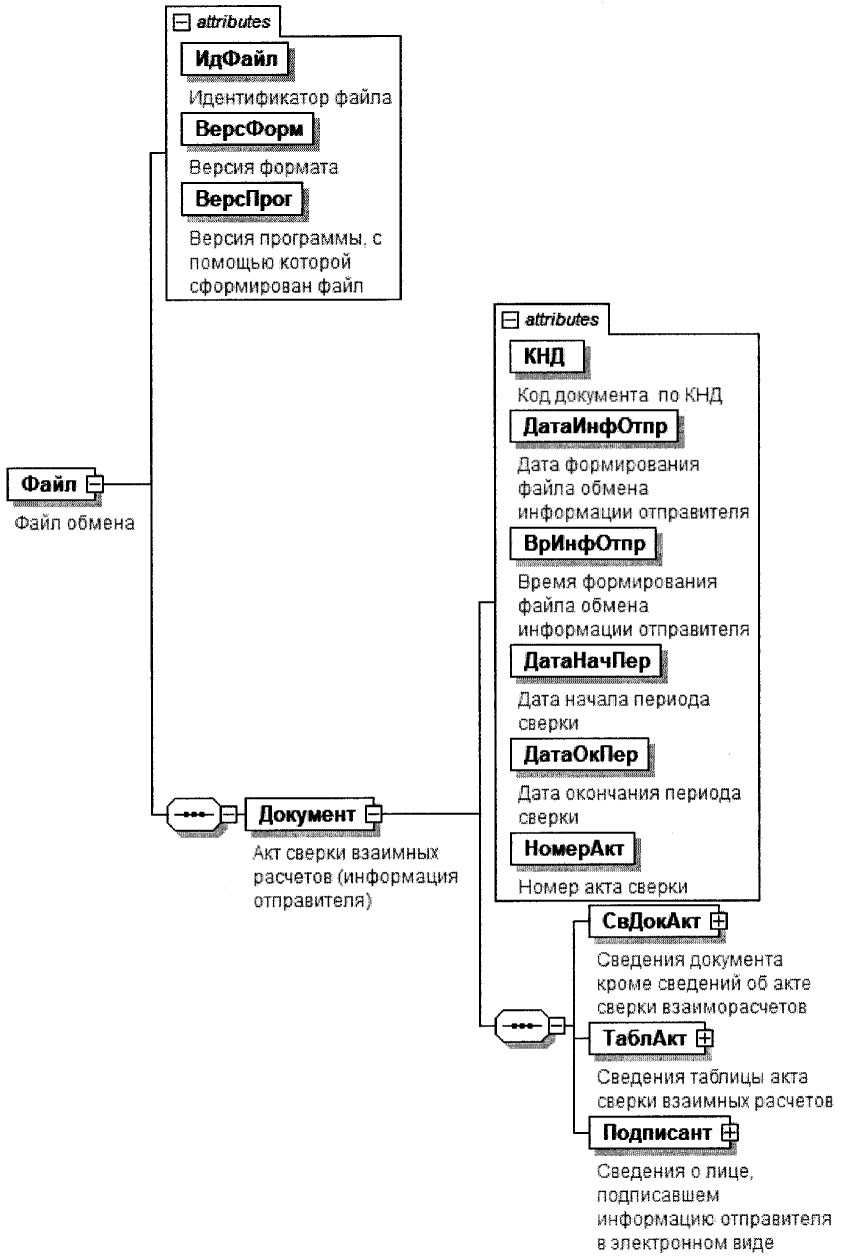 attributes
ИдФайл
Идентификатор файла
ВерсФорм
Версия формата
ВерсПрог
Версия программы, с
помощью которой
сформирован файл
attributes
КНД
Код документа по КНД
ДатаИнфОтпр
Дата формирования
файла обмена
информации отправителя
ВрИнфОтпр
Время формирования
файла обмена
информации отправителя
ДатаНачПер
Дата начала периода
сверки
ДатаОкПер
Дата окончания периода
сверки
НомерАкт
Номер акта сверки
Файл
Файл обмена
Документ
Акт сверки взаимных
расчетов (информация
отправителя)
СвДокАкт
Сведения документа
кроме сведений об акте
сверки взаиморасчетов
ТаблАкт
Сведения таблицы акта
сверки взаимных расчетов
Подписант
Сведения о лице,
подписавшем
информацию отправителя
в электронном виде